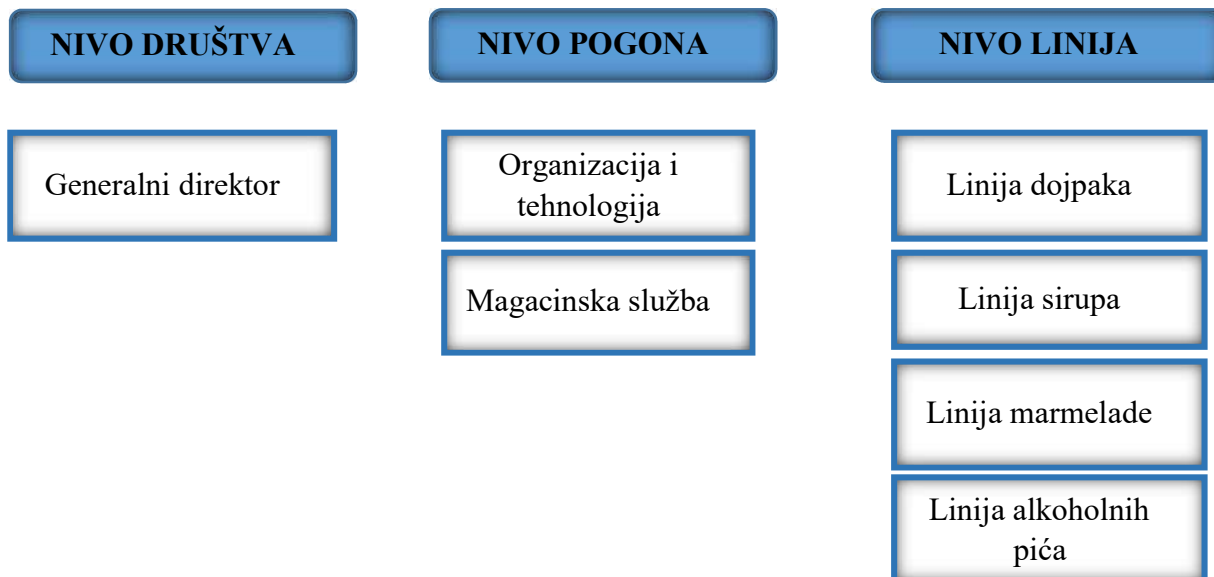 NIVO DRUŠTVA
NIVO POGONA
NIVO LINIJA
Generalni direktor
Organizacija i
tehnologija
Magacinska služba
Linija dojpaka
Linija sirupa
Linija marmelade
Linija alkoholnih
pića